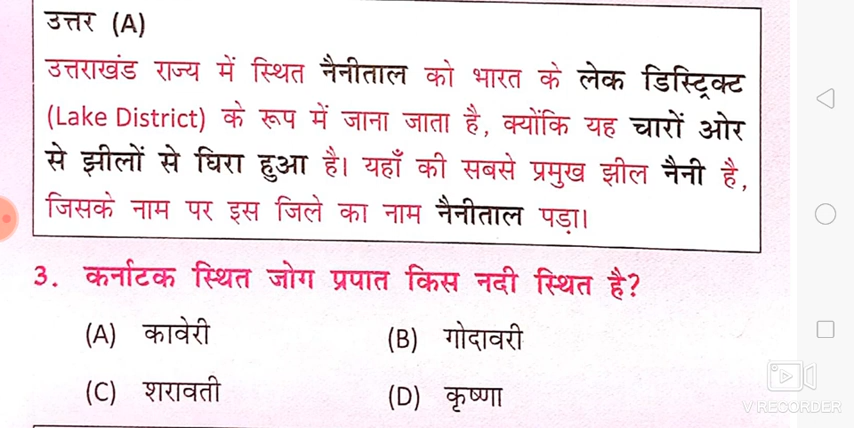 उत्तर (A)
उत्तराखंड राज्य में स्थित नैनीताल को भारत के लेक डिस्ट्रिक्ट
(Lake District) के रूप में जाना जाता है, क्योंकि यह चारों ओर
से झीलों से घिरा हुआ है। यहाँ की सबसे प्रमुख झील नैनी है,
जिसके नाम पर इस जिले का नाम नैनीताल पड़ा।
3. कर्नाटक स्थित जोग प्रपात किस नदी स्थित है?
(A) कावेरी (B) गोदावरी
(C) शरावती (D) कृष्णा
V RECORDER